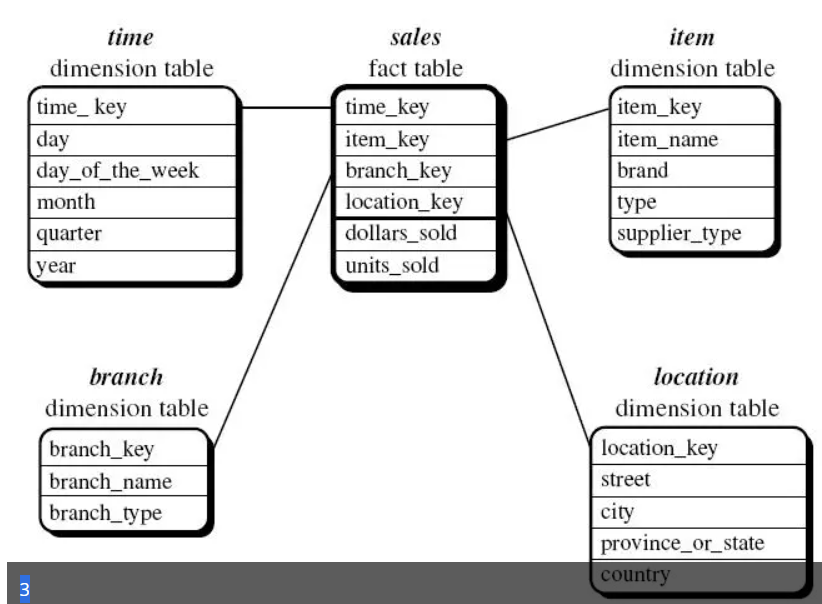 time
dimension table
time_ key
day
day_of_the_week
month
quarter
year
sales
fact table
time_key
item_key
branch_key
location_key
dollars_sold
units_sold
item
dimension table
item_key
item_name
brand
type
supplier_type
branch
dimension table
branch_key
branch_name
branch_type
location
dimension table
location_key
street
city
province_or_state
country
3